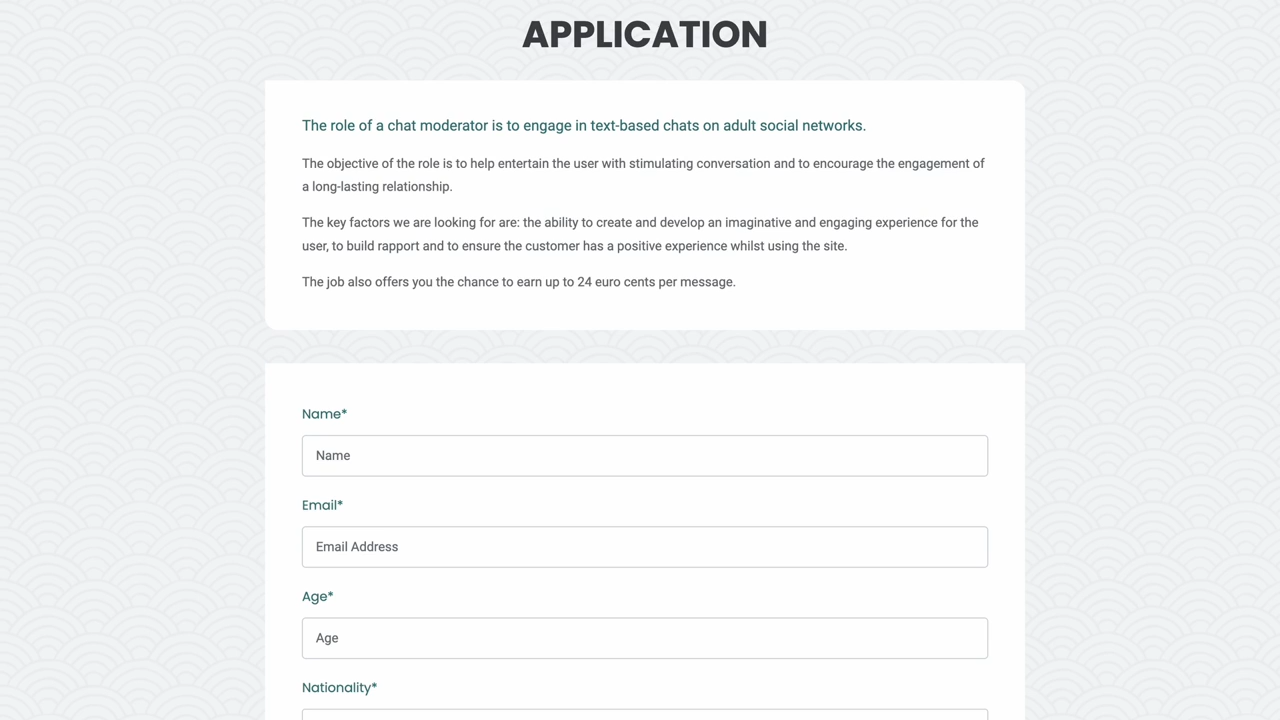 APPLICATION
The role of a chat moderator is to engage in text-based chats on adult social networks.
The objective of the role is to help entertain the user with stimulating conversation and to encourage the engagement of
a long-lasting relationship.
The key factors we are looking for are: the ability to create and develop an imaginative and engaging experience for the
user, to build rapport and to ensure the customer has a positive experience whilst using the site.
The job also offers you the chance to earn up to 24 euro cents per message.
Name*
Name
Email*
Email Address
Age*
Age
Nationality*